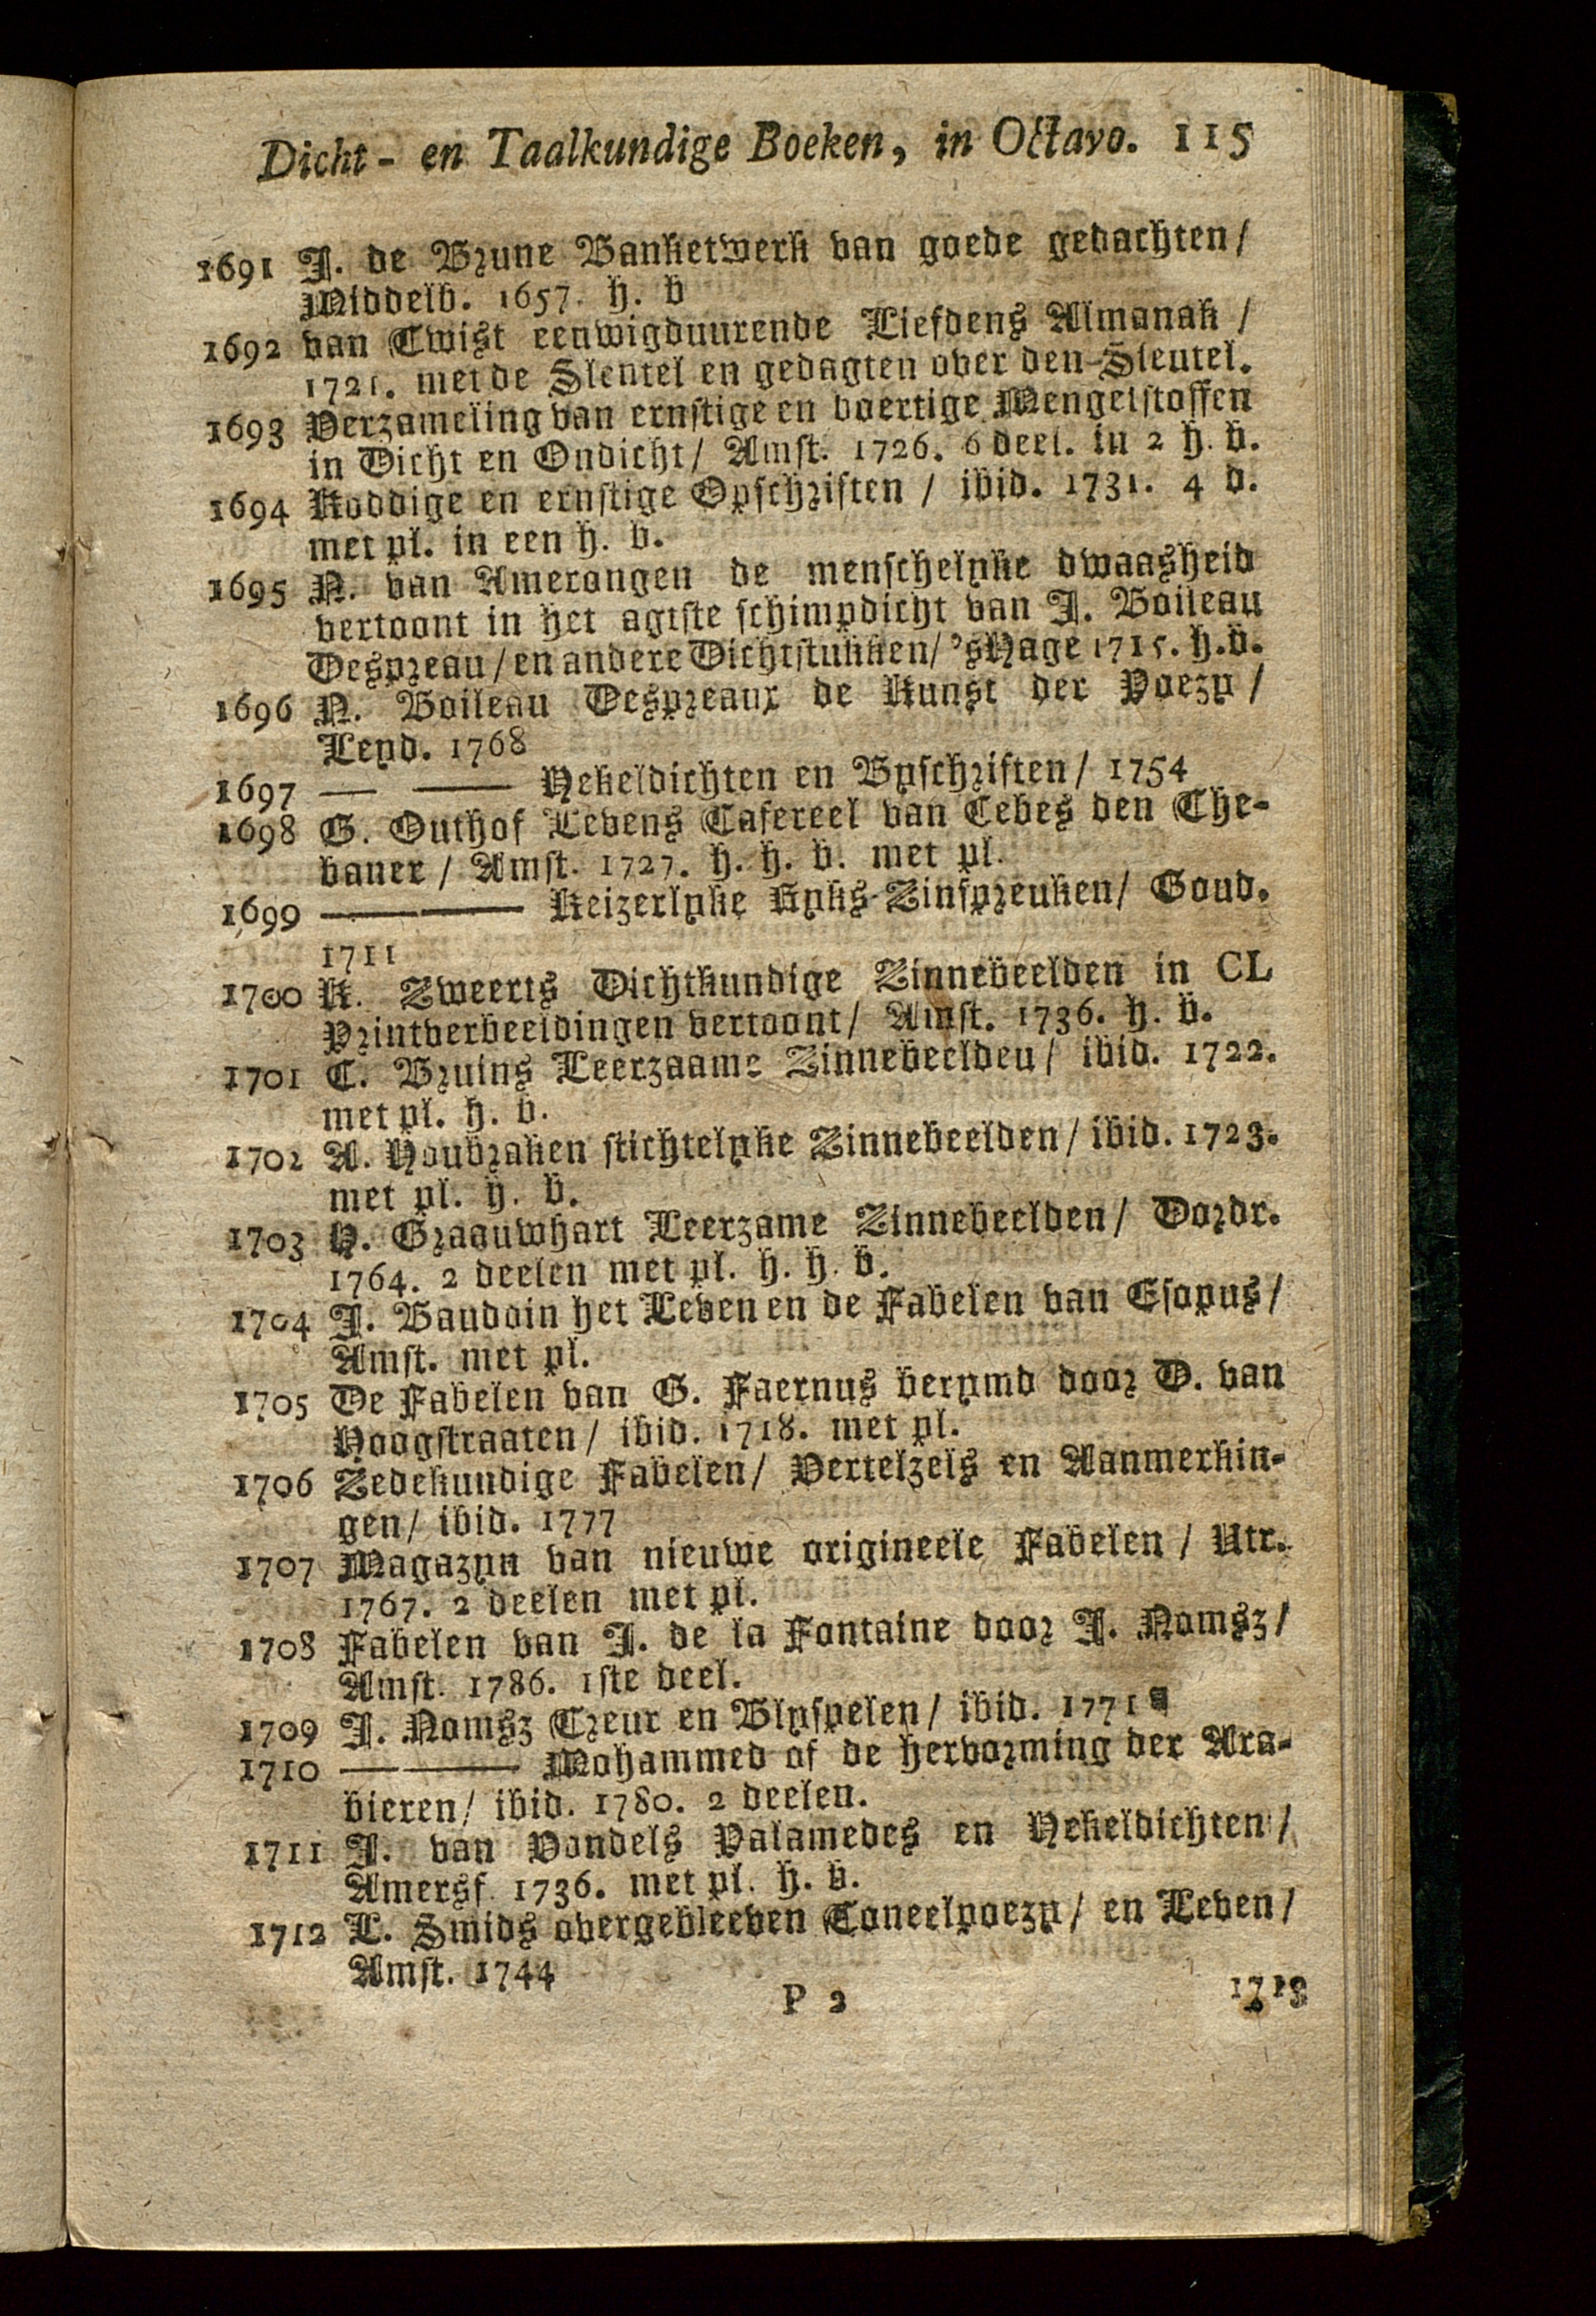 Dicht- en Taalkundige Boeken, in Octavo. 115
1691 J. de Brune Banketwerk van goede gedachten/
Middelb. 1657. h. b
1692 van Twist eeuwigduurende Liefdens Almanak /
1721. met de Sleutel en gedagten over den Sleutel.
1693 Verzameling van ernstige en boertige Mengelstoffen
in Dicht en Ondicht/ Amst. 1726. 6 deel. in 2 h. b.
1694 Koddige en ernstige Opschriften / ibid. 1731. 4 d.
met pl. in een h. b.
1695 N. van Amerongen de menschelyke dwaasheid
vertoont in het agtste schimpdicht van J. Boileau
Despreau/ en andere Dichtstukken/ 'sHage 1715. h.b.
1696 N. Boileau Despreaux de Kunst der Poezy /
Leyd. 1768
1697 — — Hekeldichten en Byschriften/ 1754
1698 G. Outhof Levens Tafereel van Cebes den The-
baner / Amst. 1727. h. h. b. met pl.
1699 — — Keizerlyke Ryks-Zinspreuken/ Goud.
1711
1700 K. Zweerts Dichtkundige Zinnebeelden in CL
Printverbeeldingen vertoont/ Amst. 1736. h. b.
1701 C. Bruins Leerzaame Zinnebeelden/ ibid. 1722.
met pl. h. b.
1702 A. Houbraken stichtelyke Zinnebeelden/ ibid. 1723.
met pl. h. b.
1703 H. Graauwhart Leerzame Zinnebeelden/ Dordr.
1764. 2 deelen met pl. h. h. b.
1704 J. Baudoin het Leven en de Fabelen van Esopus/
Amst. met pl.
1705 De Fabelen van G. Faernus berymd door D. van
Hoogstraaten/ ibid. 1718. met pl.
1706 Zedekundige Fabelen/ Vertelzels en Aanmerkin-
gen/ ibid. 1777
1707 Magazyn van nieuwe origineele Fabelen / Utr.
1767. 2 deelen met pl.
1708 Fabelen van J. de la Fontaine door J. Nomsz/
Amst. 1786. 1ste deel.
1709 J. Nomsz Treur en Blyspelen/ ibid. 1771
1710 — — Mohammed of de hervorming der Ara-
bieren/ ibid. 1780. 2 deelen.
1711 J. van Vondels Palamedes en Hekeldichten/
Amersf. 1736. met pl. h. b.
1712 L. Smids overgebleeven Toneelpoezy/ en Leven/
Amst. 1744
P 2 1713